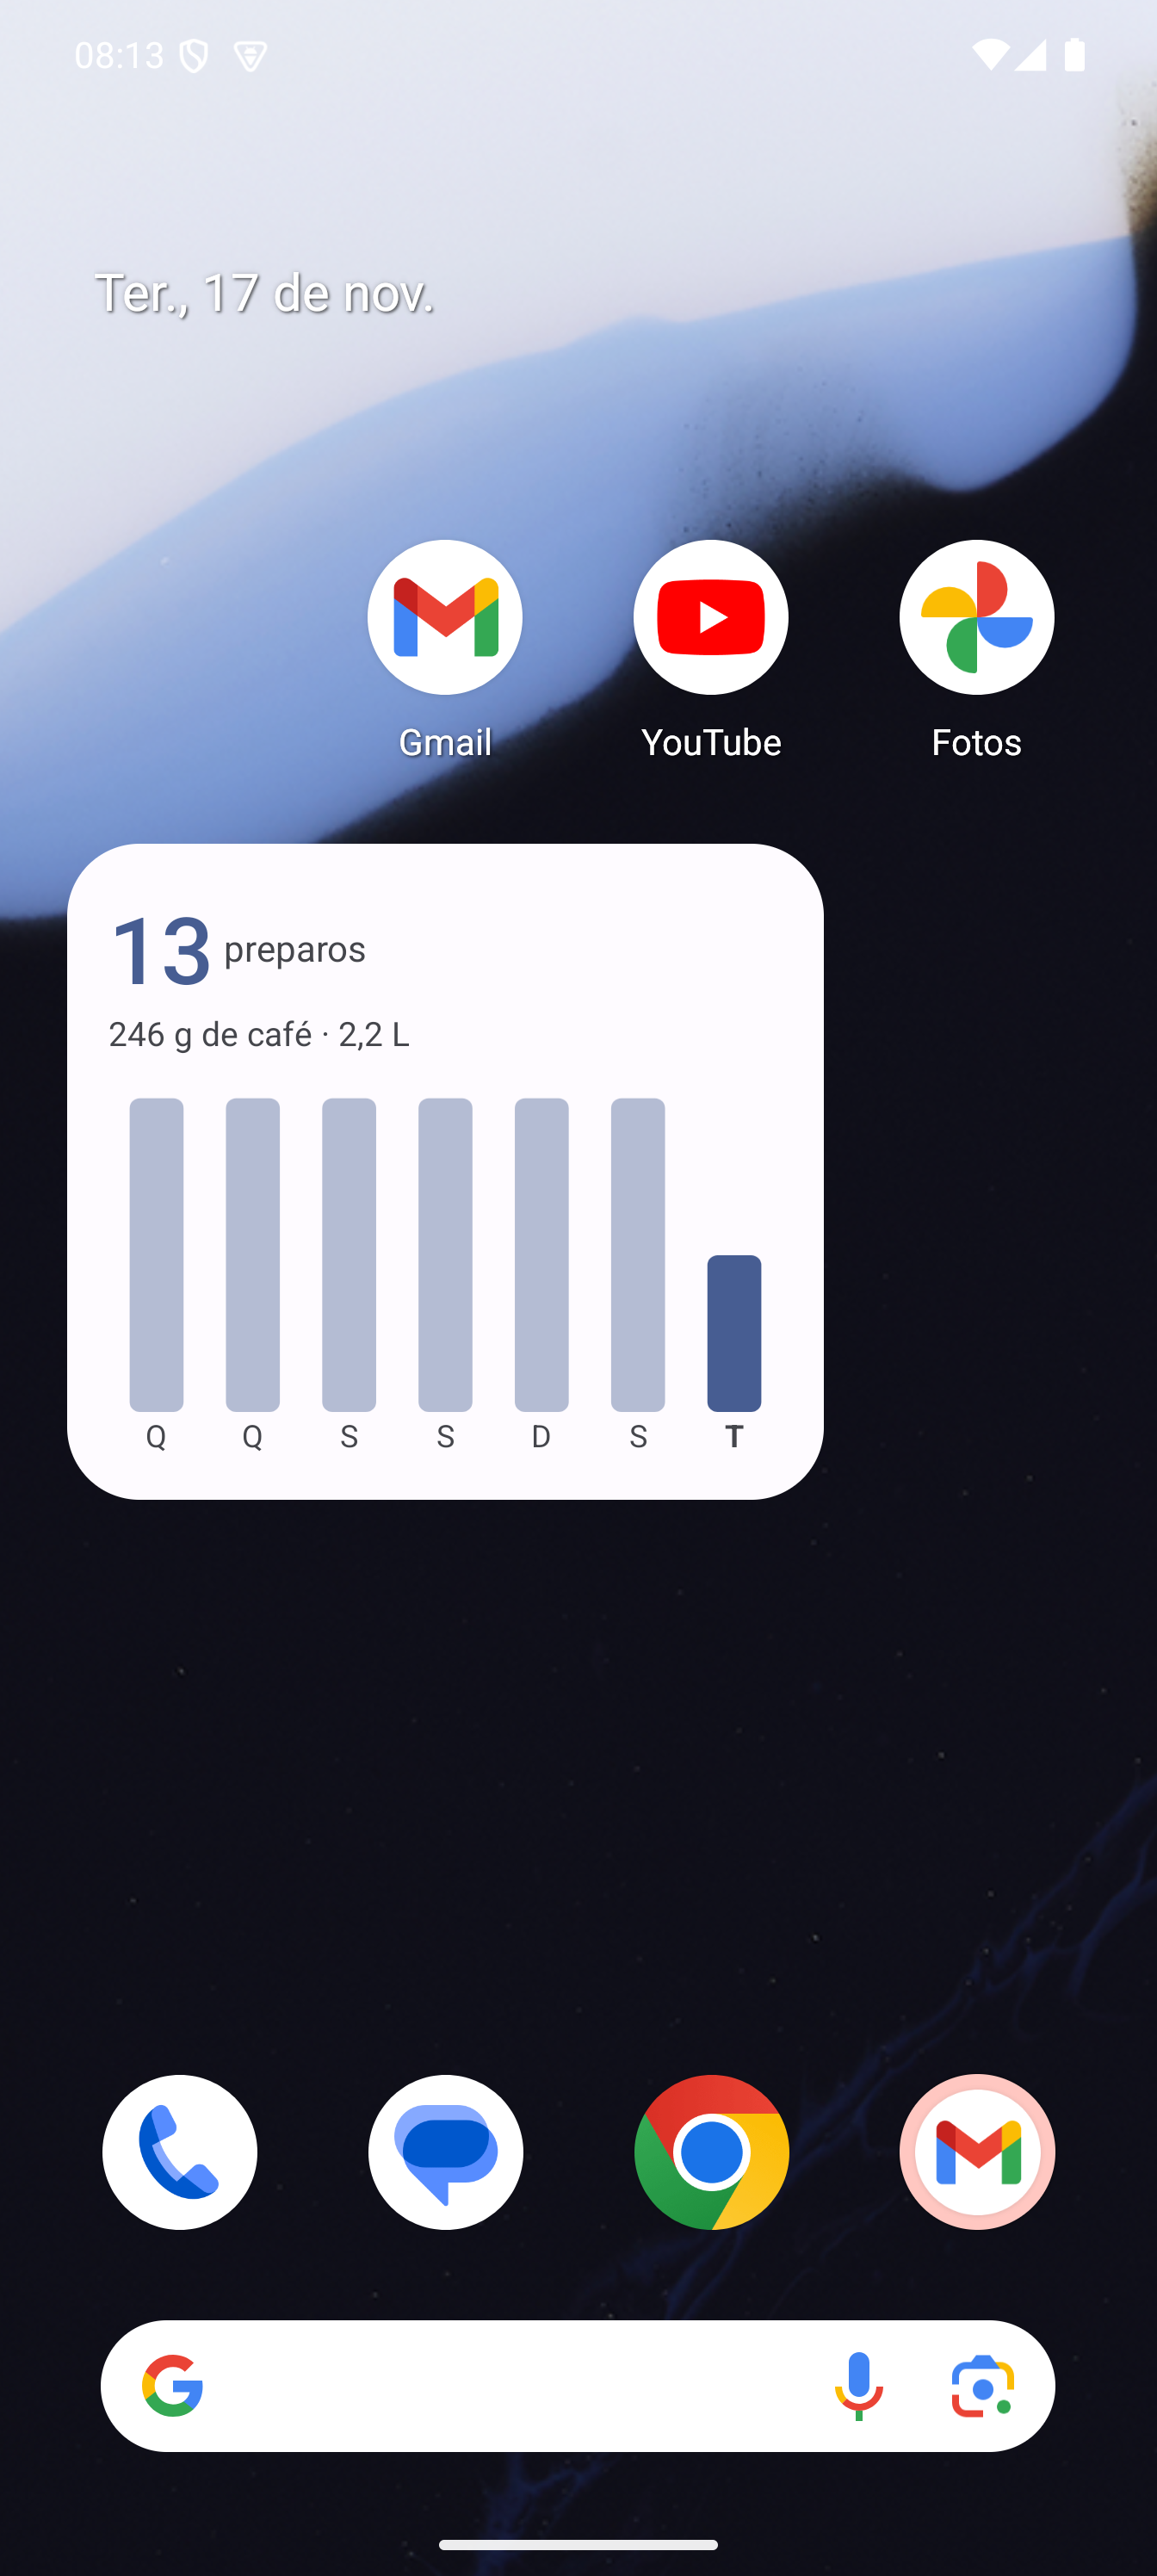 08:13
Ter., 17 de nov.
Gmail YouTube Fotos
13 preparos
246 g de café · 2,2 L
Q Q S S D S T